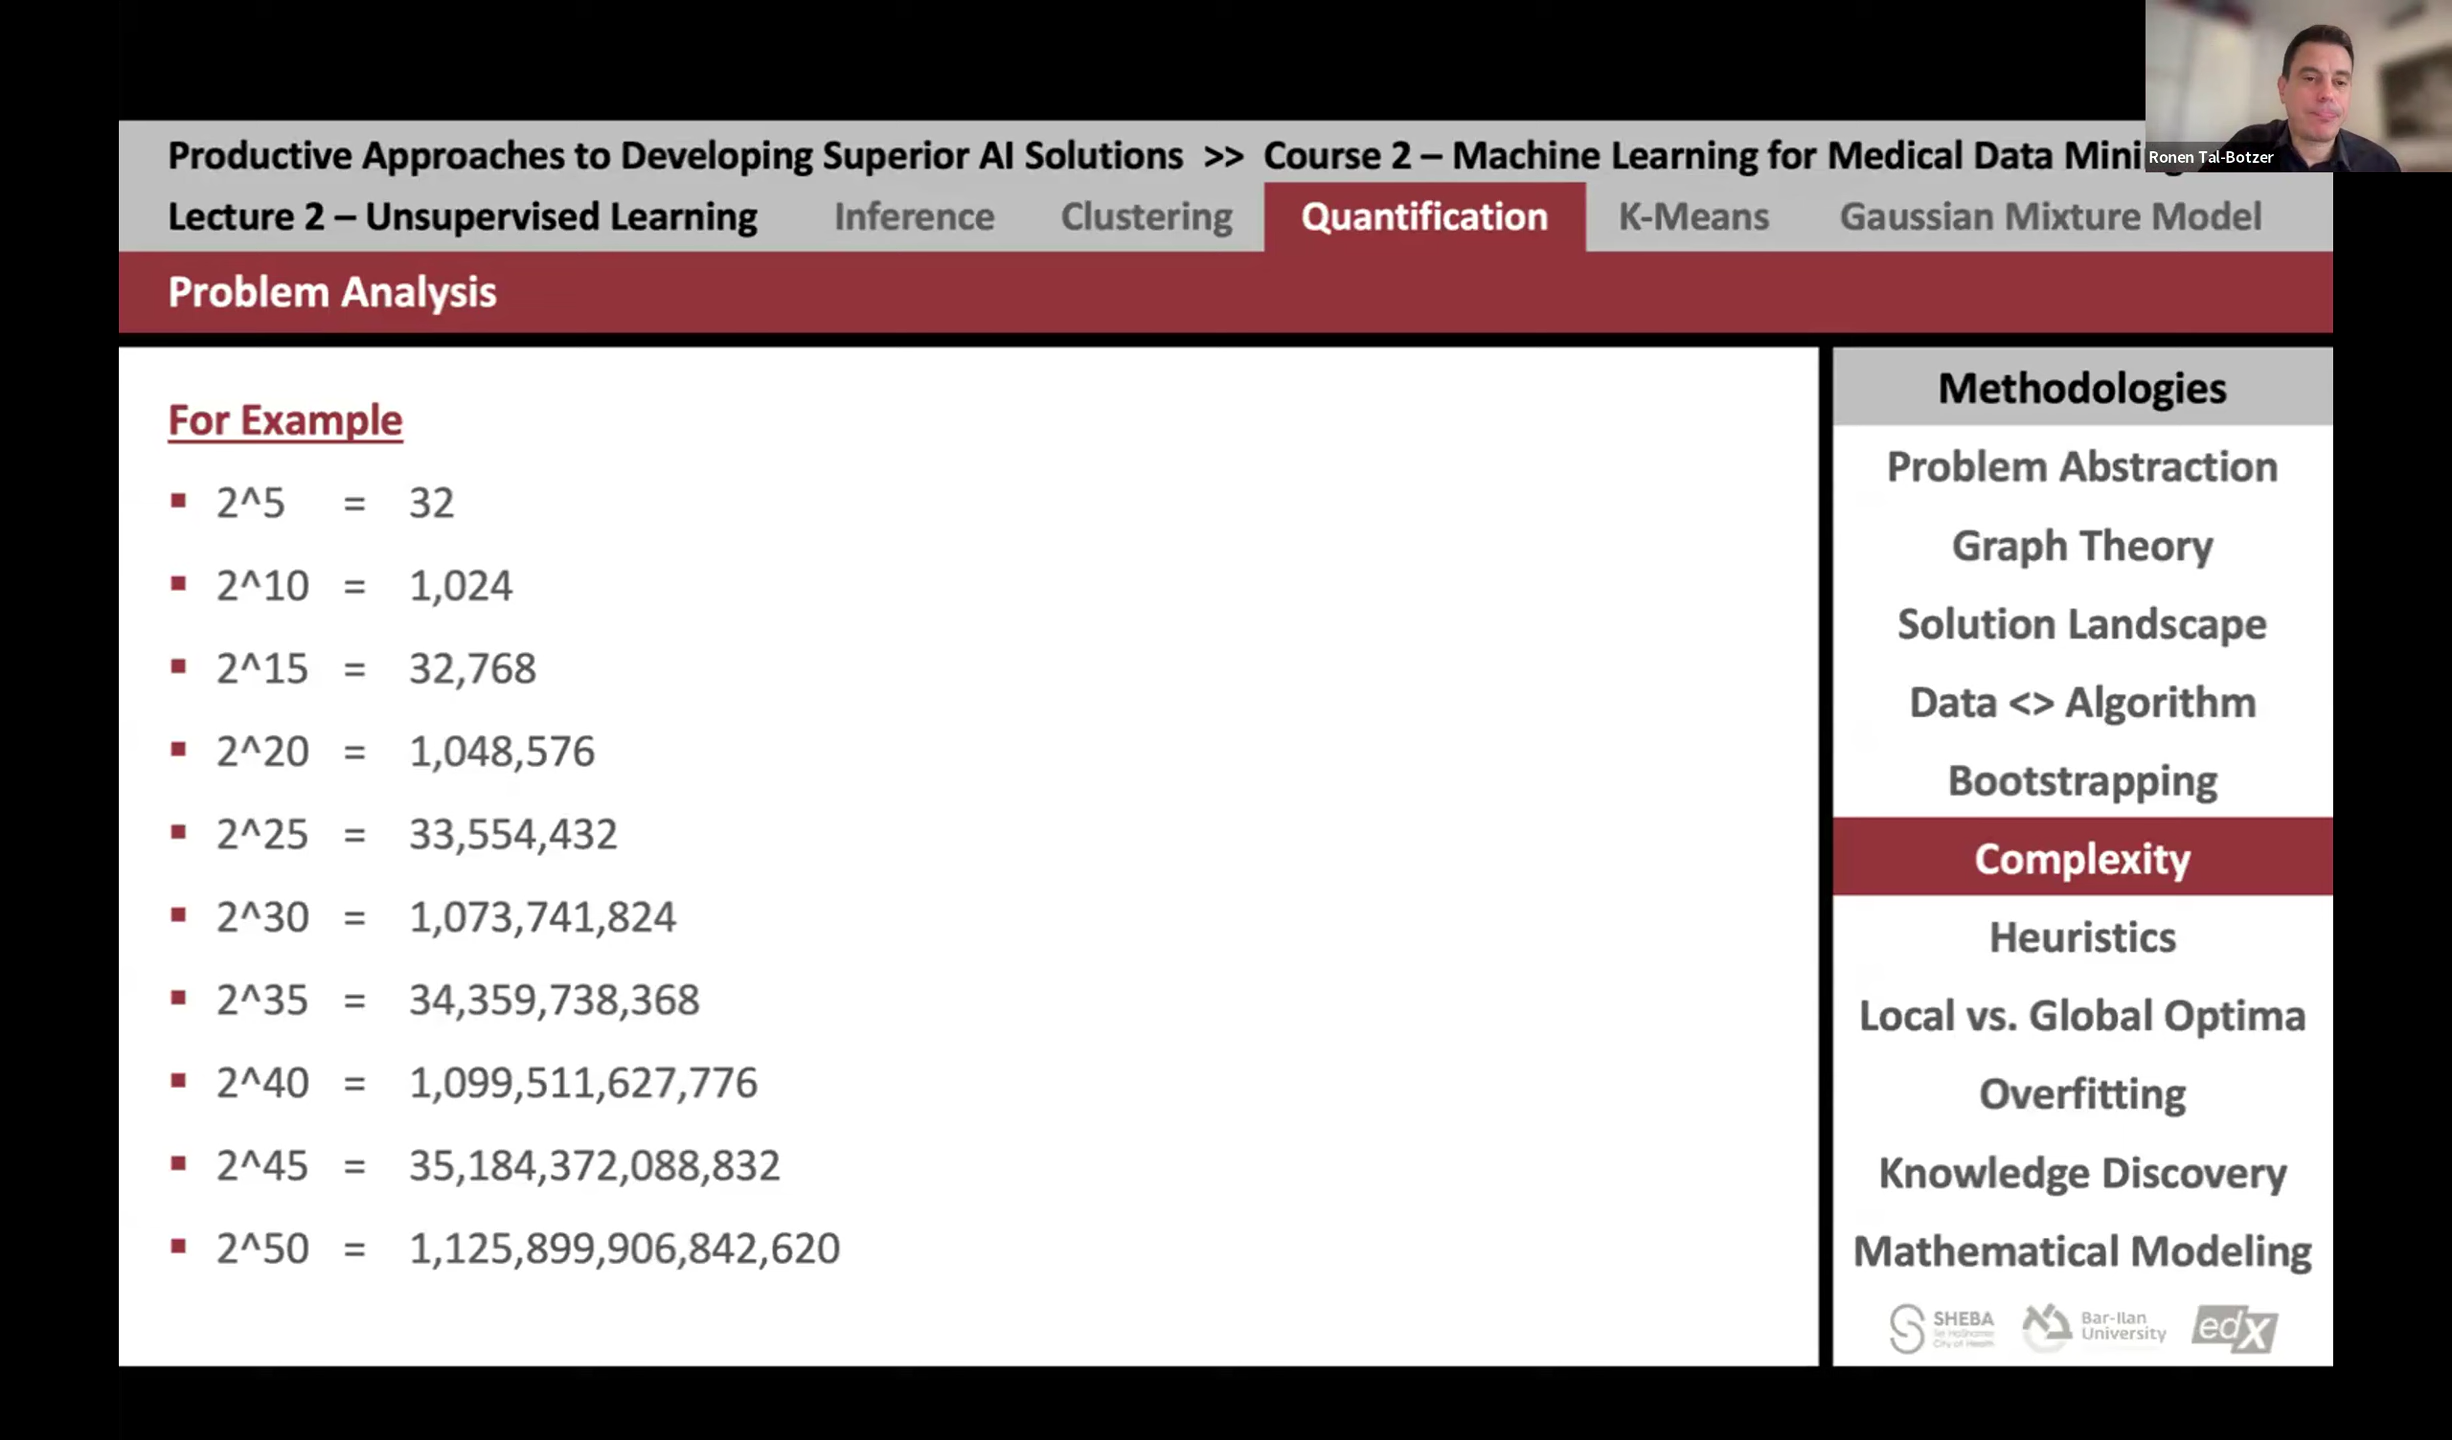 Productive Approaches to Developing Superior AI Solutions >> Course 2 – Machine Learning for Medical Data
Ronen Tal-Botzer
Lecture 2 – Unsupervised Learning Inference Clustering Quantification K-Means Gaussian Mixture Model
Problem Analysis
For Example
▪ 2^5 = 32
▪ 2^10 = 1,024
▪ 2^15 = 32,768
▪ 2^20 = 1,048,576
▪ 2^25 = 33,554,432
▪ 2^30 = 1,073,741,824
▪ 2^35 = 34,359,738,368
▪ 2^40 = 1,099,511,627,776
▪ 2^45 = 35,184,372,088,832
▪ 2^50 = 1,125,899,906,842,620
Methodologies
Problem Abstraction
Graph Theory
Solution Landscape
Data <> Algorithm
Bootstrapping
Complexity
Heuristics
Local vs. Global Optima
Overfitting
Knowledge Discovery
Mathematical Modeling
SHEBA
Tel HaShomer
City of Health
Bar-Ilan
University
edX